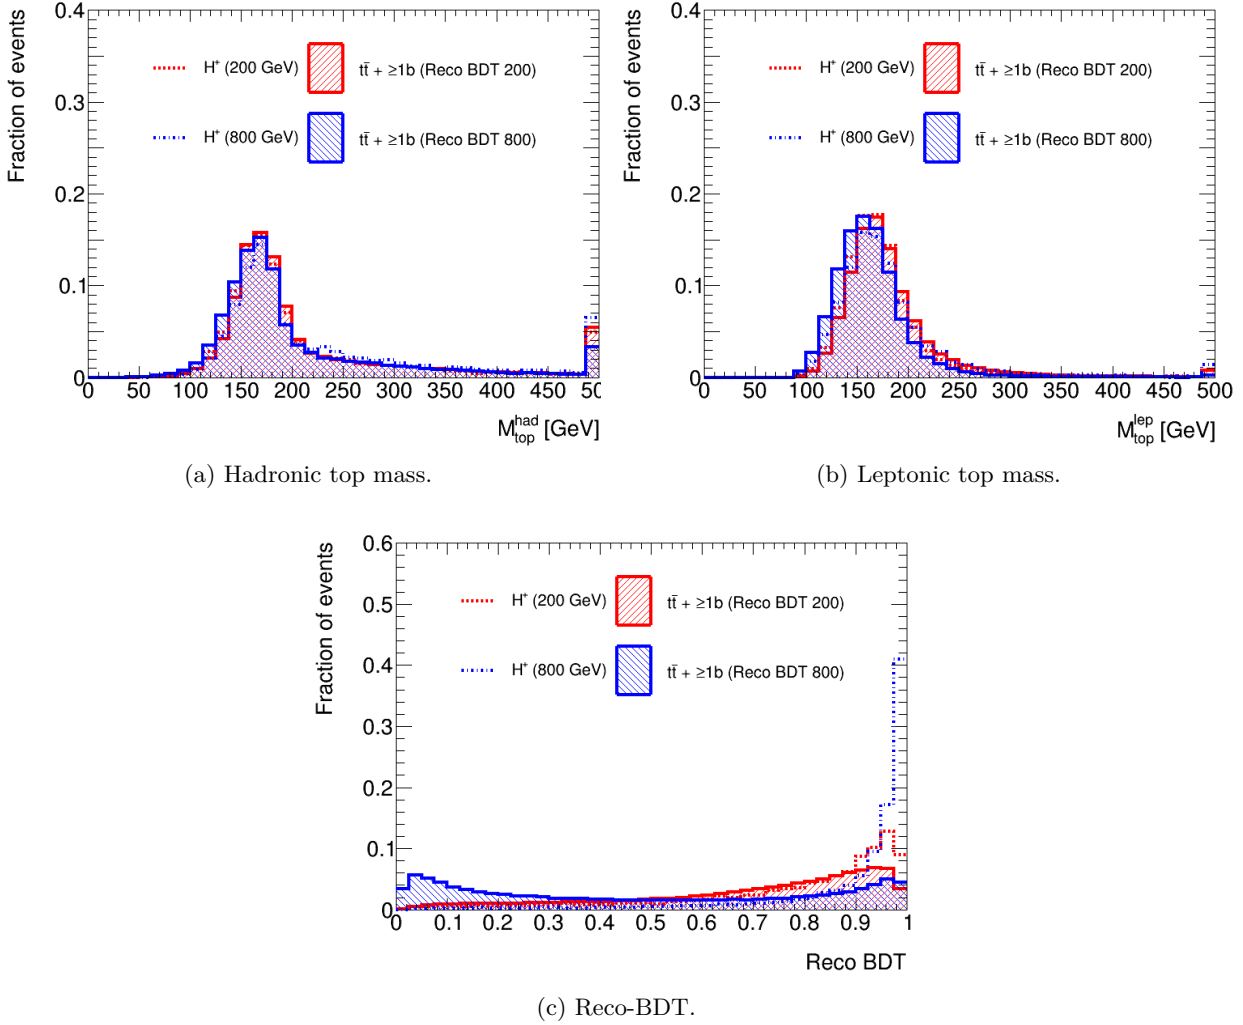 Fraction of events
0.4
0.3
0.2
0.1
0
H⁺ (200 GeV)
tt̄ + ≥1b (Reco BDT 200)
H⁺ (800 GeV)
tt̄ + ≥1b (Reco BDT 800)
0 50 100 150 200 250 300 350 400 450 500
M_top^had [GeV]
(a) Hadronic top mass.
Fraction of events
0.4
0.3
0.2
0.1
0
H⁺ (200 GeV)
tt̄ + ≥1b (Reco BDT 200)
H⁺ (800 GeV)
tt̄ + ≥1b (Reco BDT 800)
0 50 100 150 200 250 300 350 400 450 500
M_top^lep [GeV]
(b) Leptonic top mass.
Fraction of events
0.6
0.5
0.4
0.3
0.2
0.1
0
H⁺ (200 GeV)
tt̄ + ≥1b (Reco BDT 200)
H⁺ (800 GeV)
tt̄ + ≥1b (Reco BDT 800)
0 0.1 0.2 0.3 0.4 0.5 0.6 0.7 0.8 0.9 1
Reco BDT
(c) Reco-BDT.